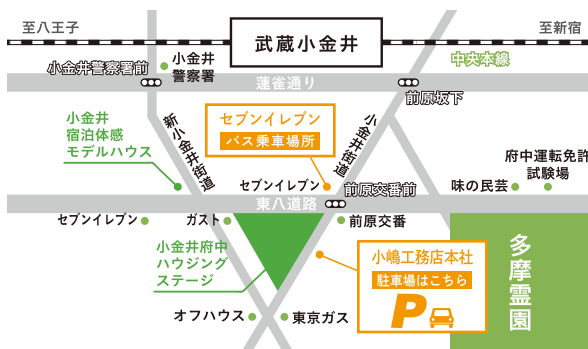 至八王子
武蔵小金井
至新宿
中央本線
小金井警察署前
小金井
警察署
蓮雀通り
前原坂下
小金井
宿泊体感
モデルハウス
新小金井街道
セブンイレブン
バス乗車場所
小金井街道
府中運転免許
試験場
セブンイレブン
前原交番前
味の民芸
東八道路
セブンイレブン
ガスト
前原交番
小金井府中
ハウジング
ステージ
小嶋工務店本社
駐車場はこちら
P
多摩霊園
オフハウス
東京ガス